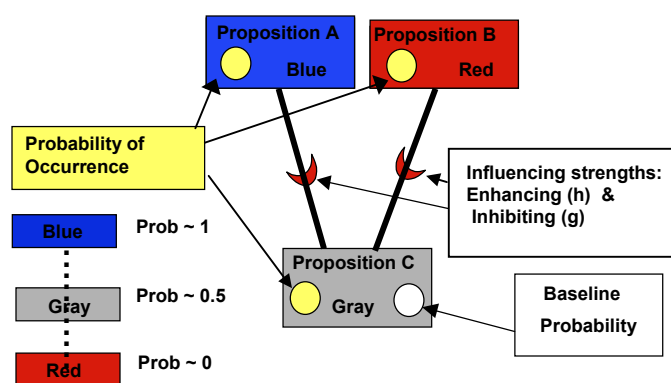 Proposition A
Blue
Proposition B
Red
Probability of
Occurrence
Influencing strengths:
Enhancing (h) &
Inhibiting (g)
Blue
Prob ~ 1
Proposition C
Gray
Gray
Prob ~ 0.5
Baseline
Probability
Red
Prob ~ 0